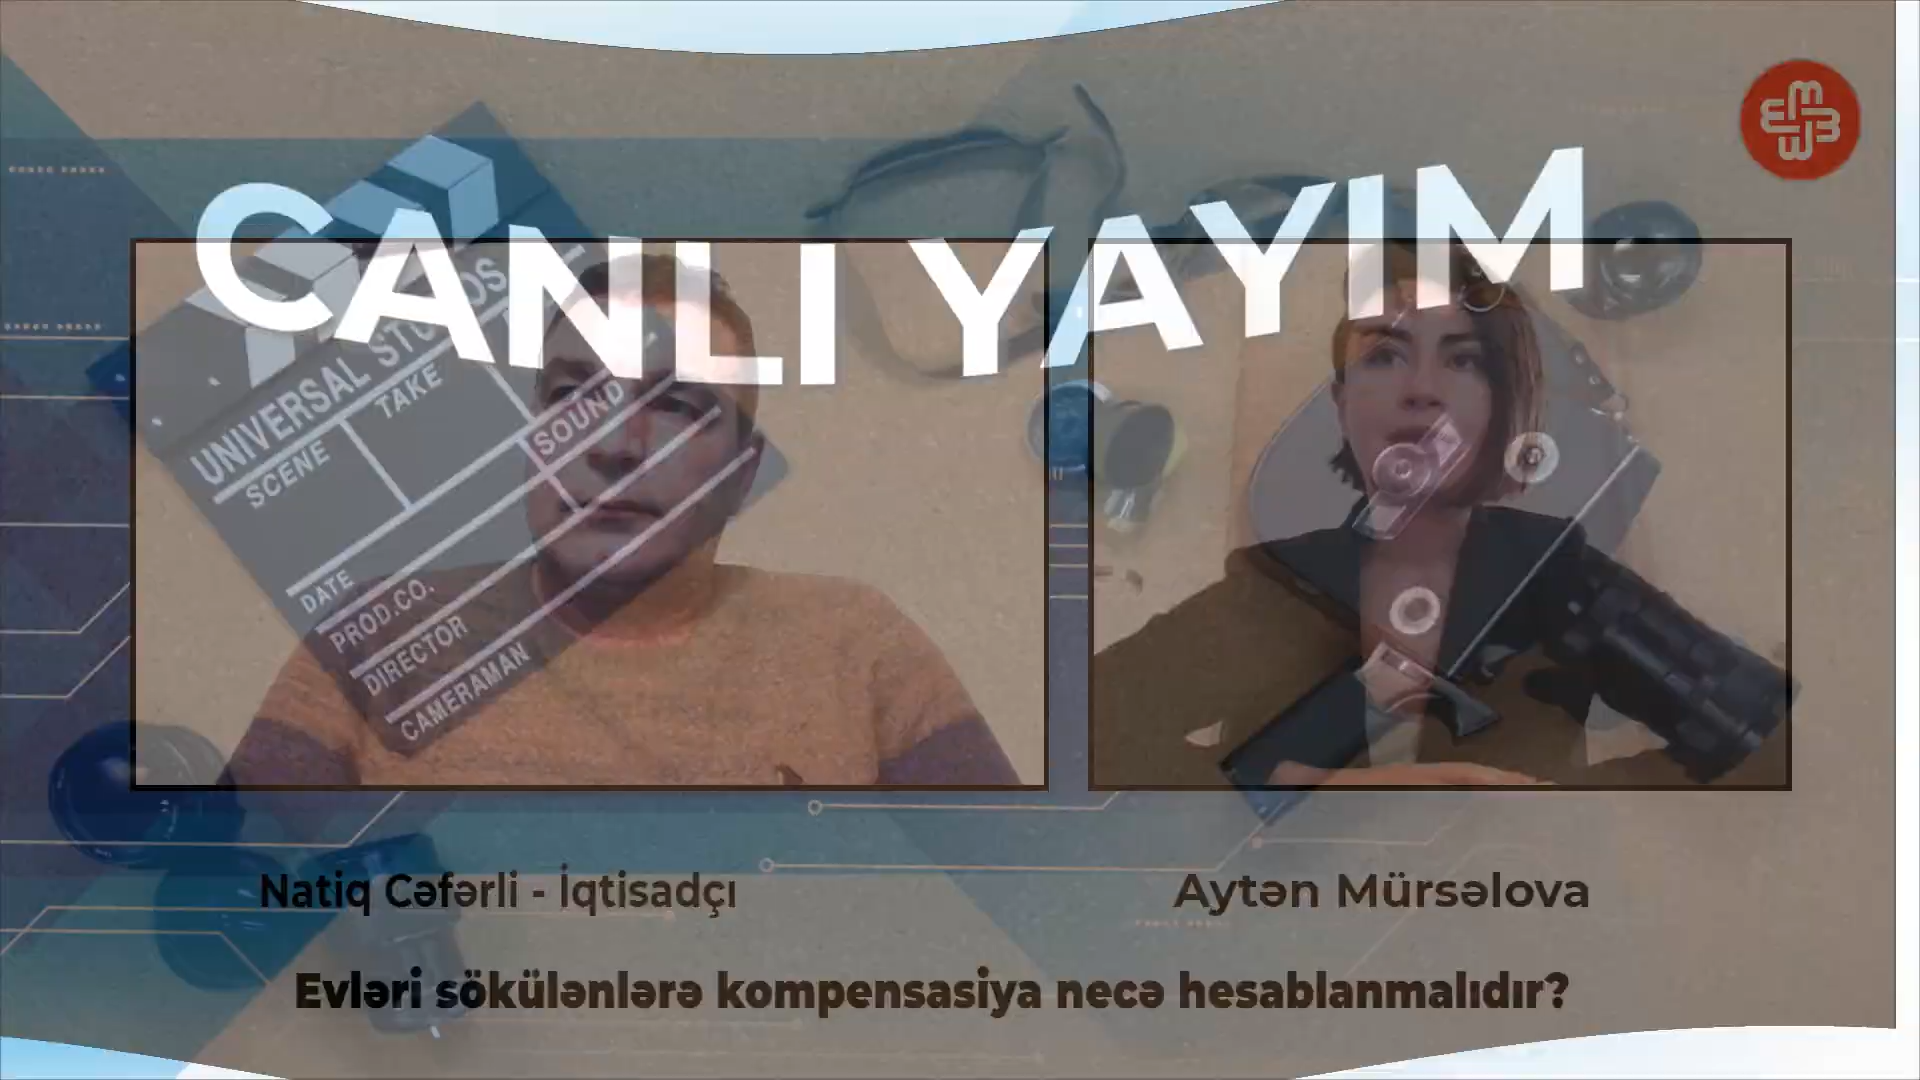 CANLI YAYIM
UNIVERSAL STUDIOS
SCENE
TAKE
SOUND
DATE
PROD.CO.
DIRECTOR
CAMERAMAN
Natiq Cəfərli - İqtisadçı
Aytən Mürsəlova
Evləri sökülənlərə kompensasiya necə hesablanmalıdır?